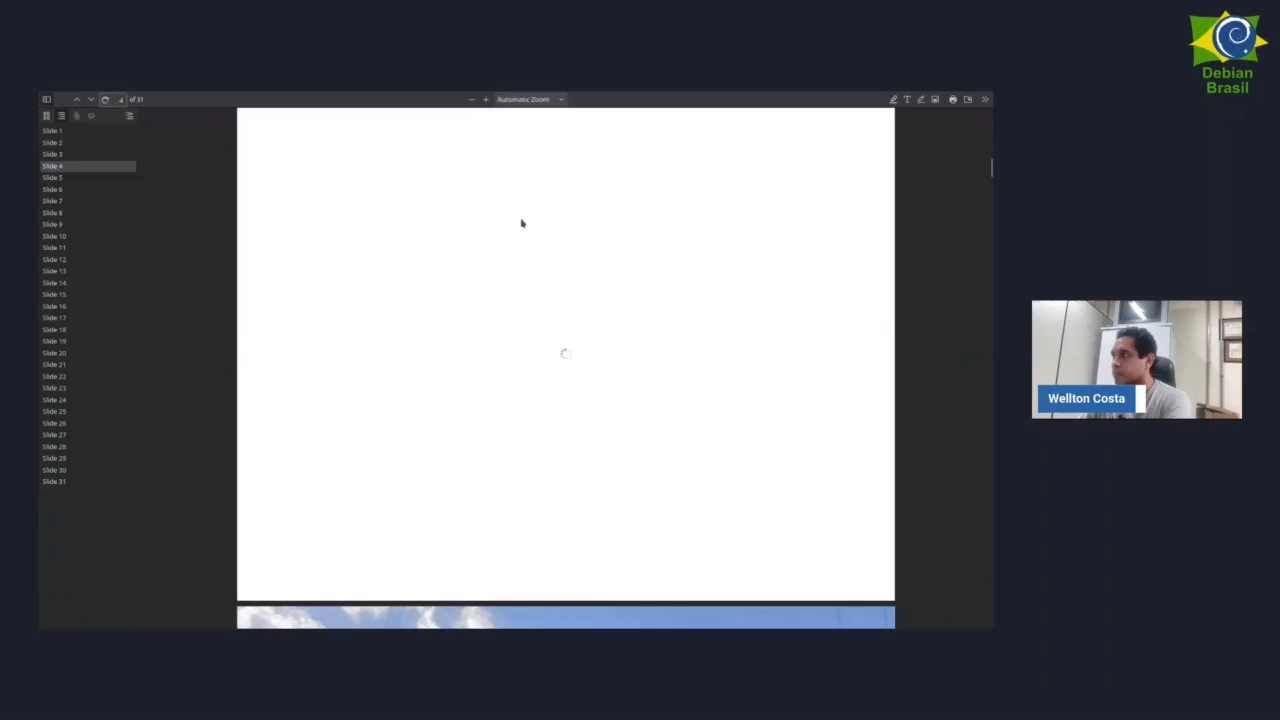 Debian
Brasil
4 of 31
Automatic Zoom
Slide 1
Slide 2
Slide 3
Slide 4
Slide 5
Slide 6
Slide 7
Slide 8
Slide 9
Slide 10
Slide 11
Slide 12
Slide 13
Slide 14
Slide 15
Slide 16
Slide 17
Slide 18
Slide 19
Slide 20
Slide 21
Slide 22
Slide 23
Slide 24
Slide 25
Slide 26
Slide 27
Slide 28
Slide 29
Slide 30
Slide 31
Wellton Costa